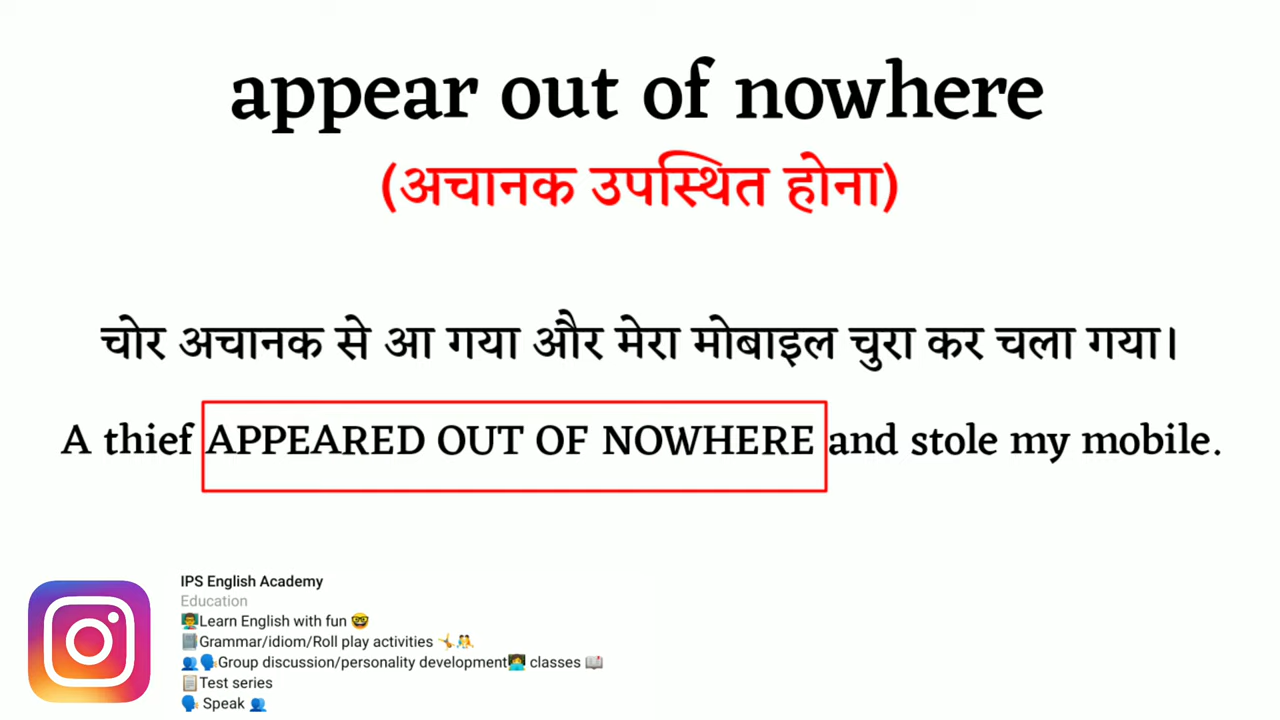 appear out of nowhere
(अचानक उपस्थित होना)
चोर अचानक से आ गया और मेरा मोबाइल चुरा कर चला गया।
A thief APPEARED OUT OF NOWHERE and stole my mobile.
IPS English Academy
Education
👨‍🏫Learn English with fun 🤓
📓Grammar/idiom/Roll play activities 🤸🤼
👥🗣️Group discussion/personality development👩‍💻 classes 📖
📋Test series
🗣️ Speak 👥